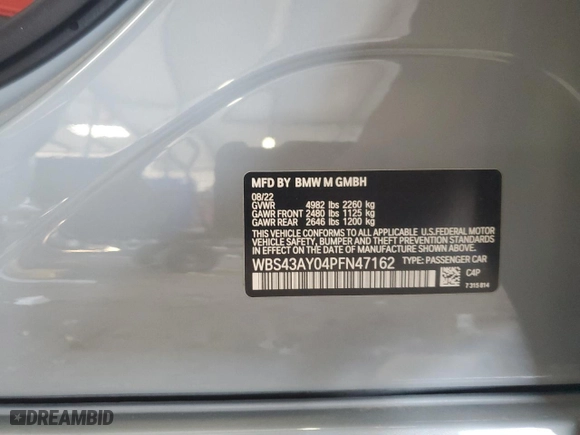 MFD BY BMW M GMBH
08/22
GVWR 4982 lbs 2260 kg
GAWR FRONT 2480 lbs 1125 kg
GAWR REAR 2646 lbs 1200 kg
THIS VEHICLE CONFORMS TO ALL APPLICABLE U.S.FEDERAL MOTOR
VEHICLE SAFETY, BUMPER, AND THEFT PREVENTION STANDARDS
IN EFFECT ON THE DATE OF MANUFACTURE SHOWN ABOVE.
WBS43AY04PFN47162 TYPE: PASSENGER CAR
C4P
7 315 814
DREAMBID